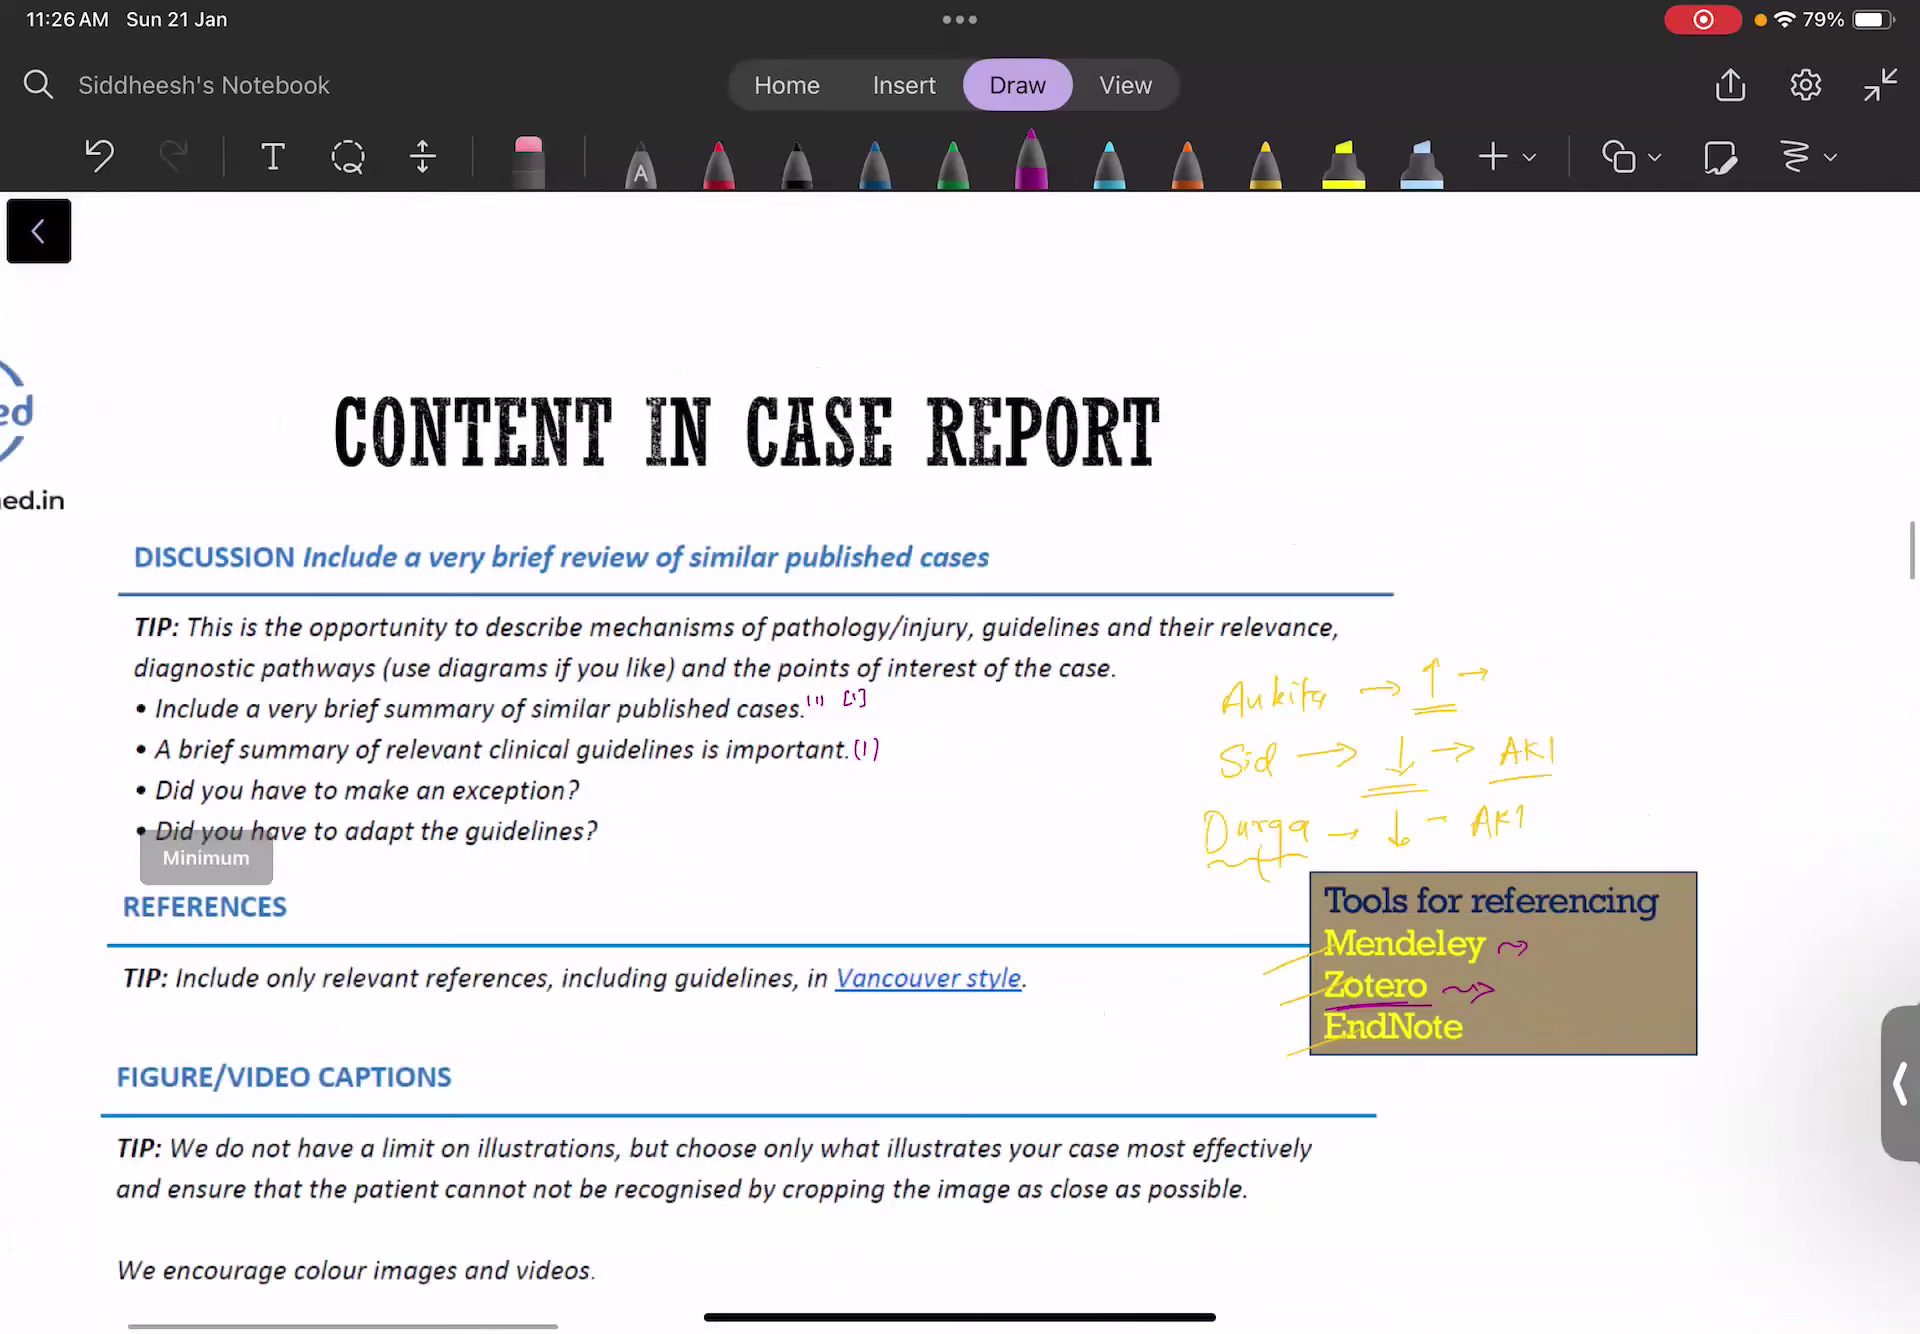 11:26 AM Sun 21 Jan
79%
Siddheesh's Notebook
Home Insert Draw View
T
A
ed
ned.in
CONTENT IN CASE REPORT
DISCUSSION Include a very brief review of similar published cases
TIP: This is the opportunity to describe mechanisms of pathology/injury, guidelines and their relevance,
diagnostic pathways (use diagrams if you like) and the points of interest of the case.
• Include a very brief summary of similar published cases. (1) [1]
• A brief summary of relevant clinical guidelines is important. (1)
• Did you have to make an exception?
• Did you have to adapt the guidelines?
Minimum
Ankita → ↑ →
Sid → ↓ → AKI
Durga → ↓ - AKI
REFERENCES
TIP: Include only relevant references, including guidelines, in Vancouver style.
Tools for referencing
Mendeley
Zotero
EndNote
FIGURE/VIDEO CAPTIONS
TIP: We do not have a limit on illustrations, but choose only what illustrates your case most effectively
and ensure that the patient cannot not be recognised by cropping the image as close as possible.
We encourage colour images and videos.